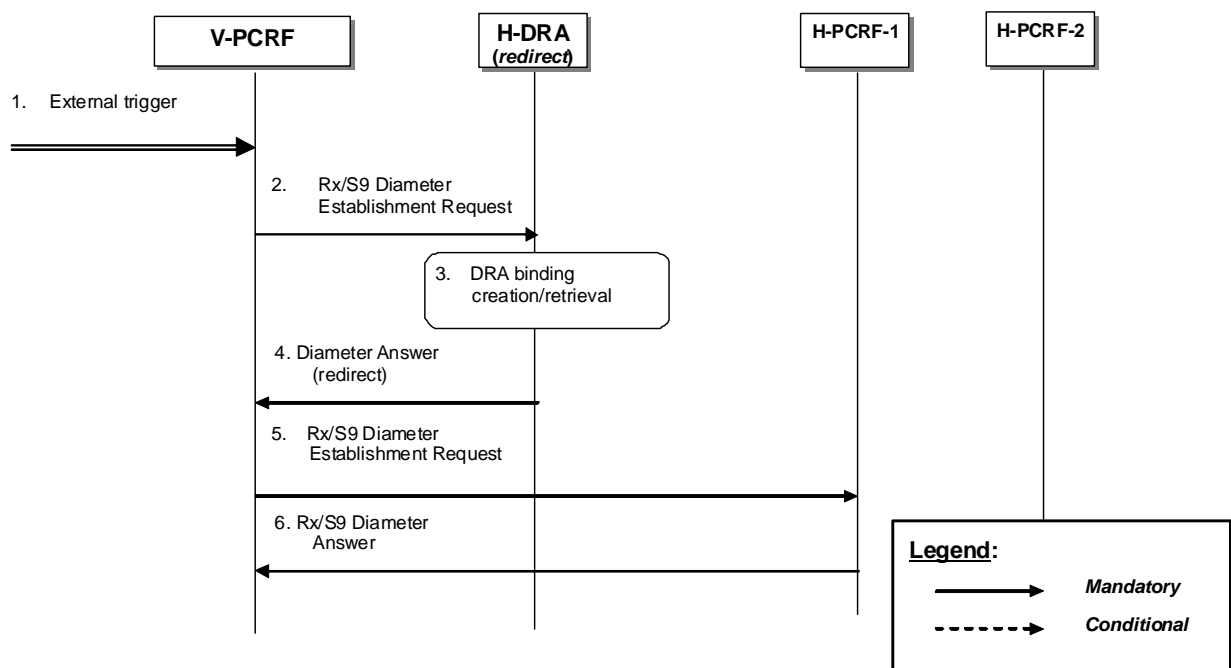 V-PCRF
H-DRA
(redirect)
H-PCRF-1
H-PCRF-2
1. External trigger
2. Rx/S9 Diameter
Establishment Request
3. DRA binding
creation/retrieval
4. Diameter Answer
(redirect)
5. Rx/S9 Diameter
Establishment Request
6. Rx/S9 Diameter
Answer
Legend:
Mandatory
Conditional